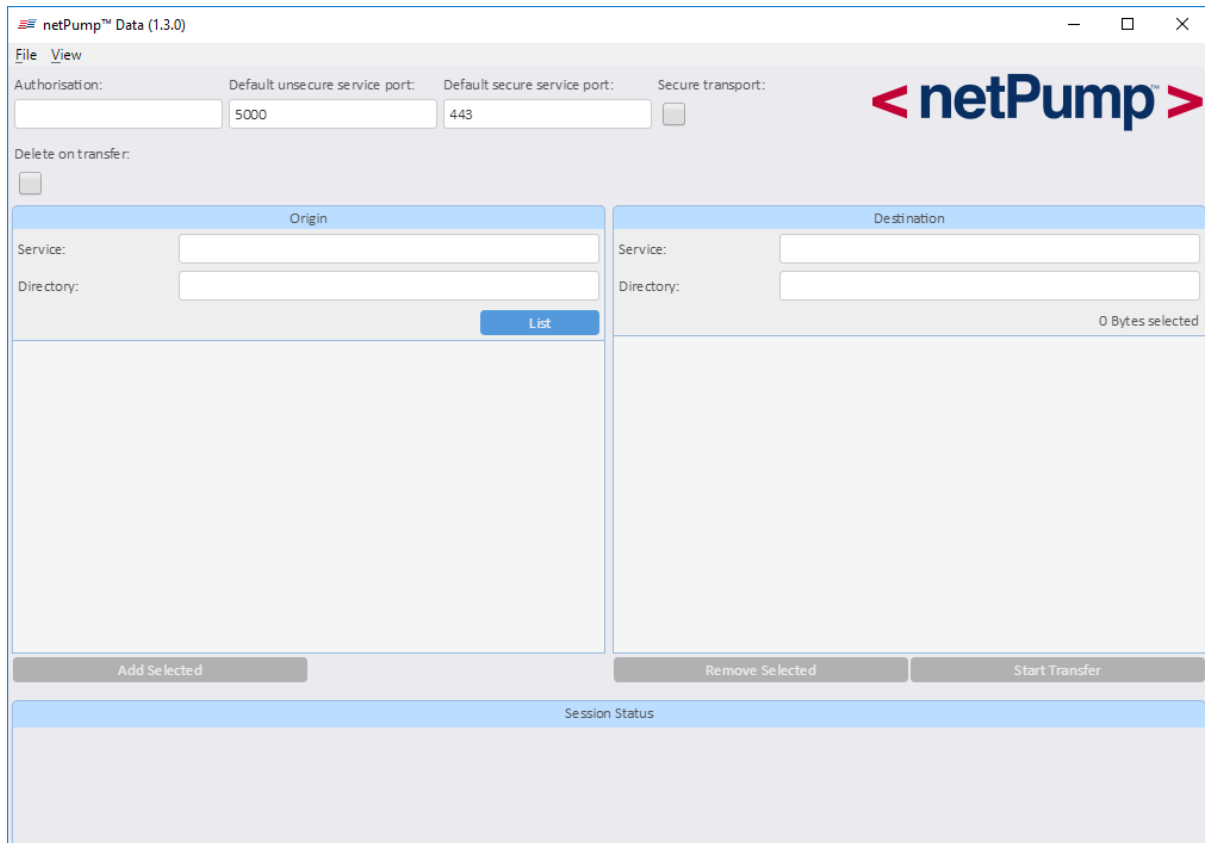 netPump™ Data (1.3.0)
File View
Authorisation: Default unsecure service port: Default secure service port: Secure transport:
5000 443
<netPump™>
Delete on transfer:
Origin
Service:
Directory:
List
Destination
Service:
Directory:
0 Bytes selected
Add Selected
Remove Selected Start Transfer
Session Status